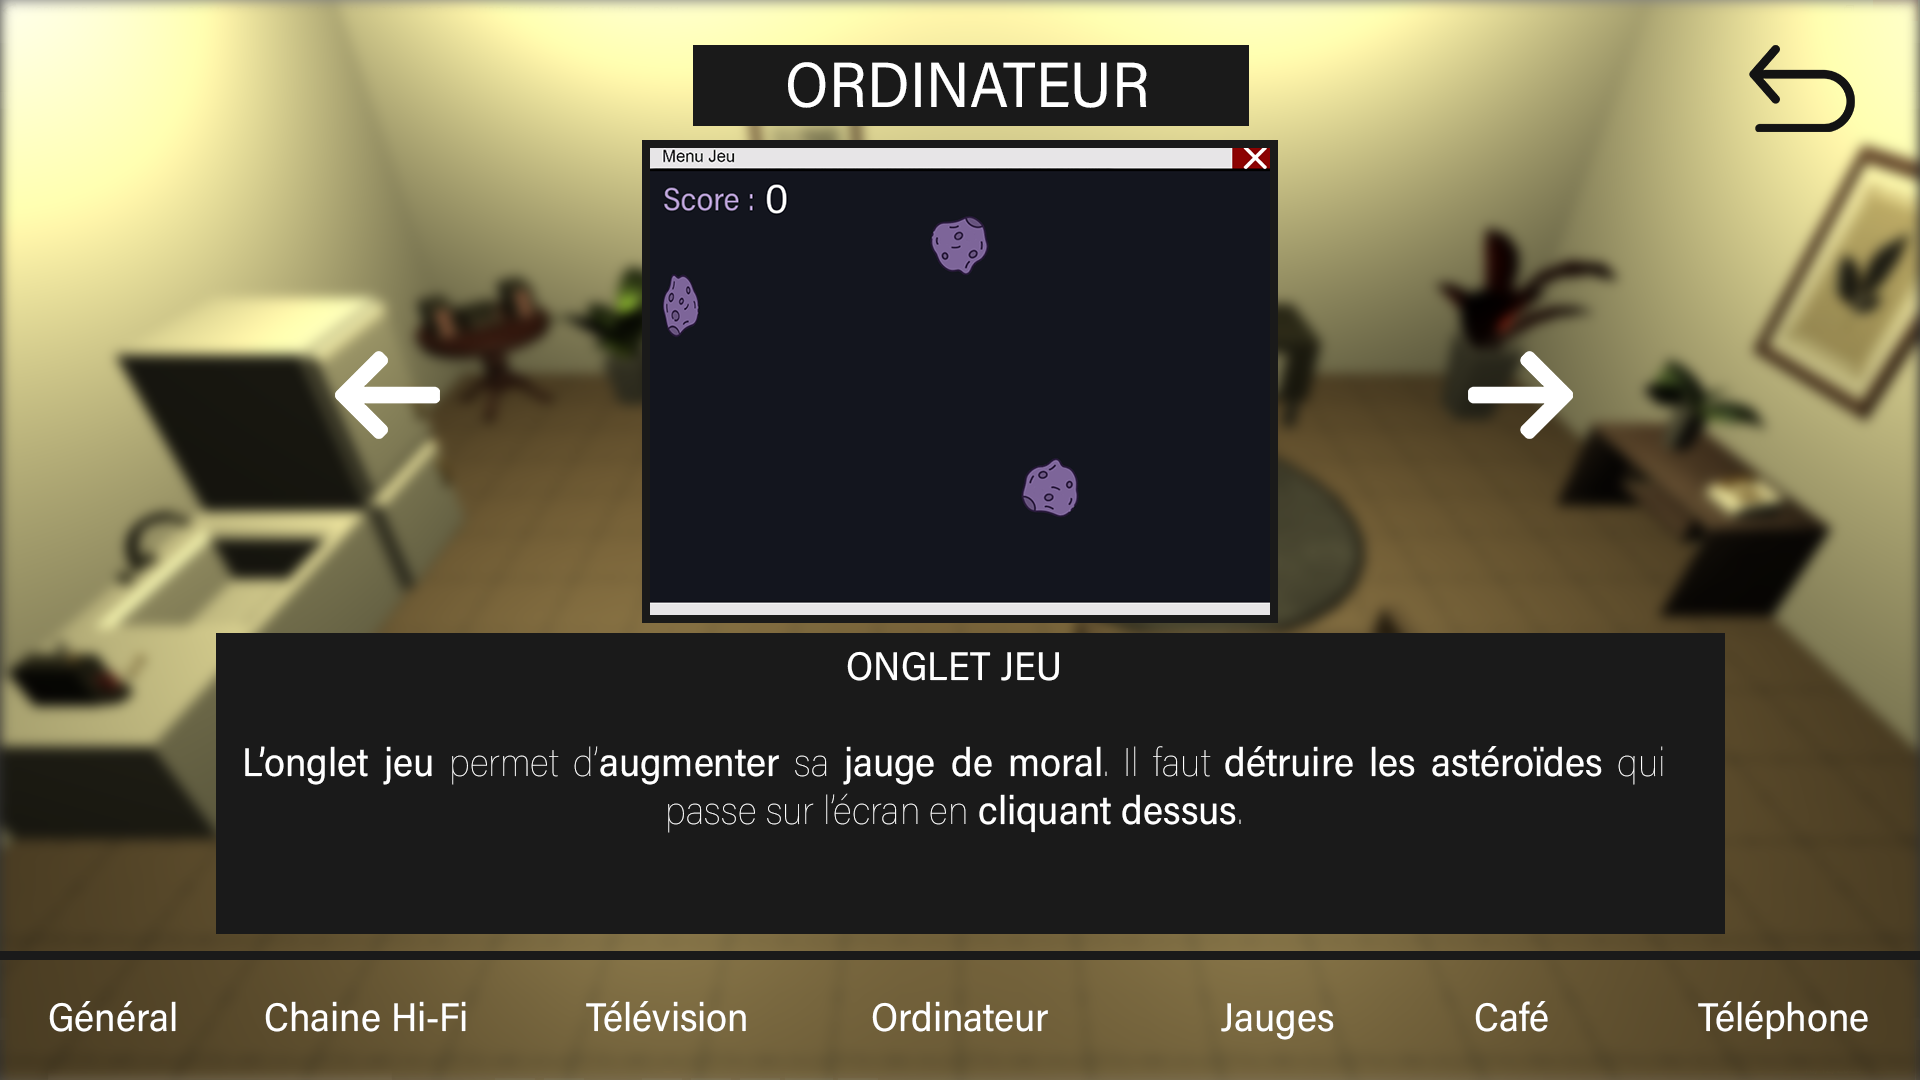 ORDINATEUR
Menu Jeu
Score : 0
ONGLET JEU
L'onglet jeu permet d'augmenter sa jauge de moral. Il faut détruire les astéroïdes qui
passe sur l'écran en cliquant dessus.
Général Chaine Hi-Fi Télévision Ordinateur Jauges Café Téléphone